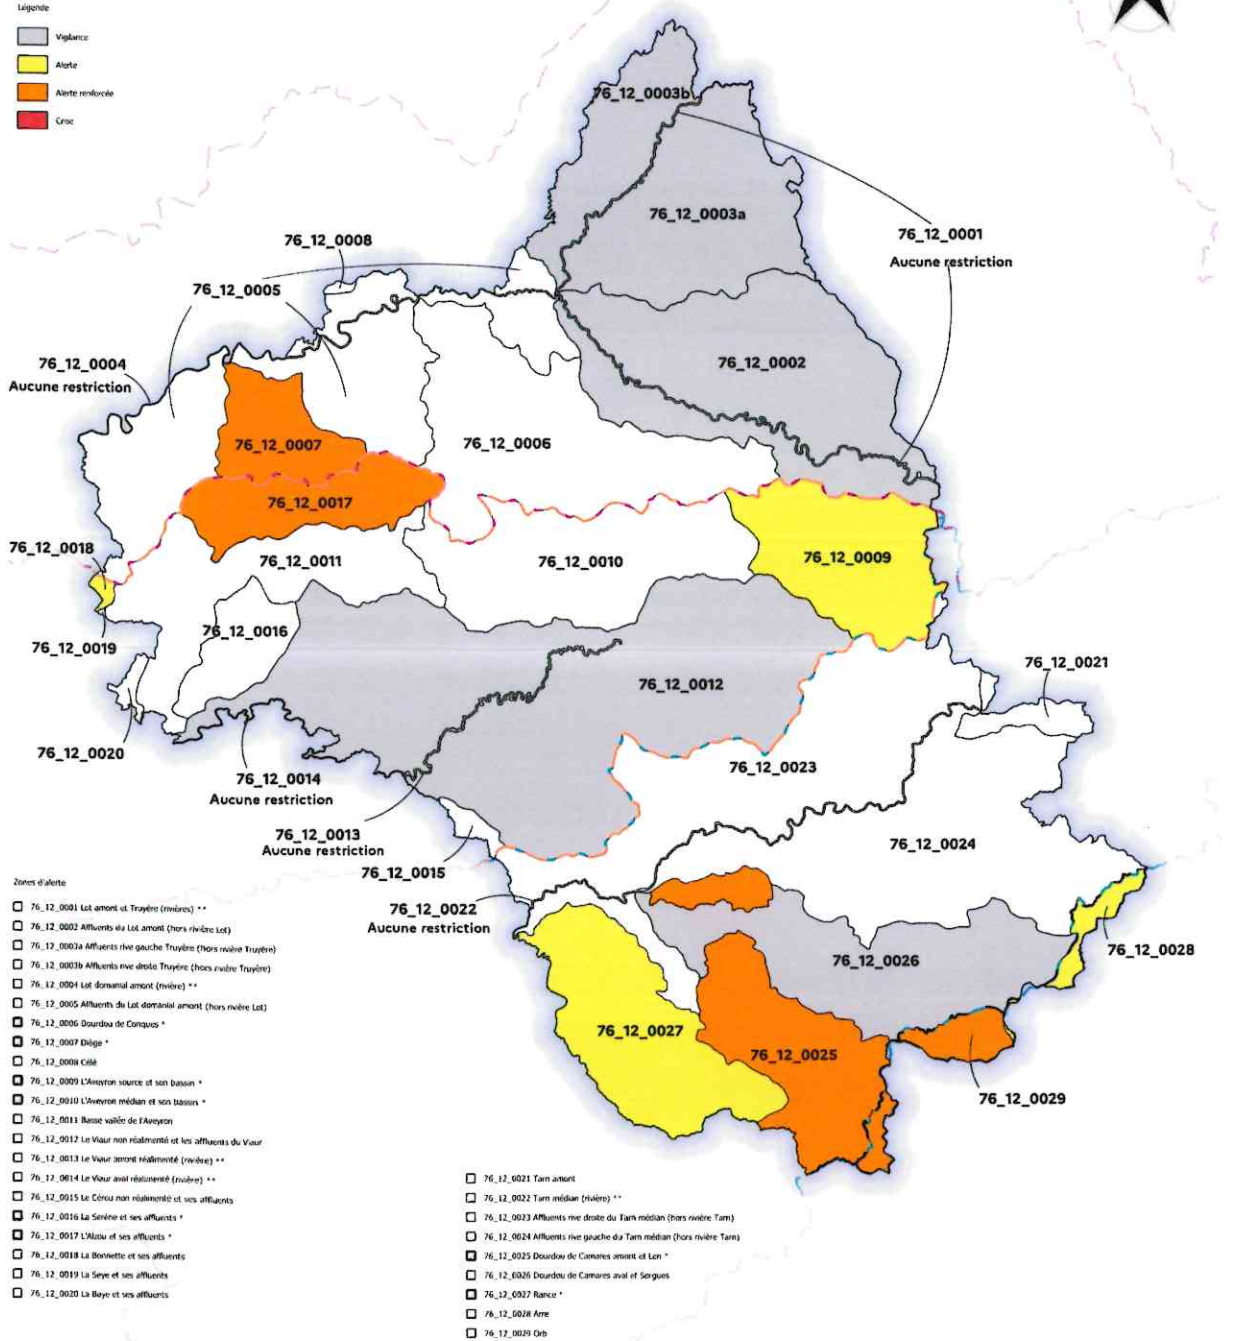 Légende
Vigilance
Alerte
Alerte renforcée
Crise
76_12_0003b
76_12_0003a
76_12_0001
Aucune restriction
76_12_0008
76_12_0005
76_12_0004
Aucune restriction
76_12_0002
76_12_0007
76_12_0006
76_12_0017
76_12_0018
76_12_0011
76_12_0010
76_12_0009
76_12_0016
76_12_0019
76_12_0012
76_12_0021
76_12_0020
76_12_0014
Aucune restriction
76_12_0023
76_12_0013
Aucune restriction
76_12_0015
76_12_0024
76_12_0022
Aucune restriction
76_12_0028
76_12_0026
76_12_0027
76_12_0025
76_12_0029
Zones d'alerte
76_12_0001 Lot amont et Truyère (rivières) **
76_12_0002 Affluents du Lot amont (hors rivière Lot)
76_12_0003a Affluents rive gauche Truyère (hors rivière Truyère)
76_12_0003b Affluents rive droite Truyère (hors rivière Truyère)
76_12_0004 Lot domanial amont (rivière) **
76_12_0005 Affluents du Lot domanial amont (hors rivière Lot)
76_12_0006 Dourdou de Conques *
76_12_0007 Diège *
76_12_0008 Célé
76_12_0009 L'Aveyron source et son bassin *
76_12_0010 L'Aveyron médian et son bassin *
76_12_0011 Basse vallée de l'Aveyron
76_12_0012 Le Viaur non réalimenté et les affluents du Viaur
76_12_0013 Le Viaur amont réalimenté (rivière) **
76_12_0014 Le Viaur aval réalimenté (rivière) **
76_12_0015 Le Cérou non réalimenté et ses affluents
76_12_0016 La Serène et ses affluents *
76_12_0017 L'Alzou et ses affluents *
76_12_0018 La Bonnette et ses affluents
76_12_0019 La Seye et ses affluents
76_12_0020 La Baye et ses affluents
76_12_0021 Tarn amont
76_12_0022 Tarn médian (rivière) **
76_12_0023 Affluents rive droite du Tarn médian (hors rivière Tarn)
76_12_0024 Affluents rive gauche du Tarn médian (hors rivière Tarn)
76_12_0025 Dourdou de Camares amont et Len *
76_12_0026 Dourdou de Camares aval et Sorgues
76_12_0027 Rance *
76_12_0028 Arre
76_12_0029 Orb